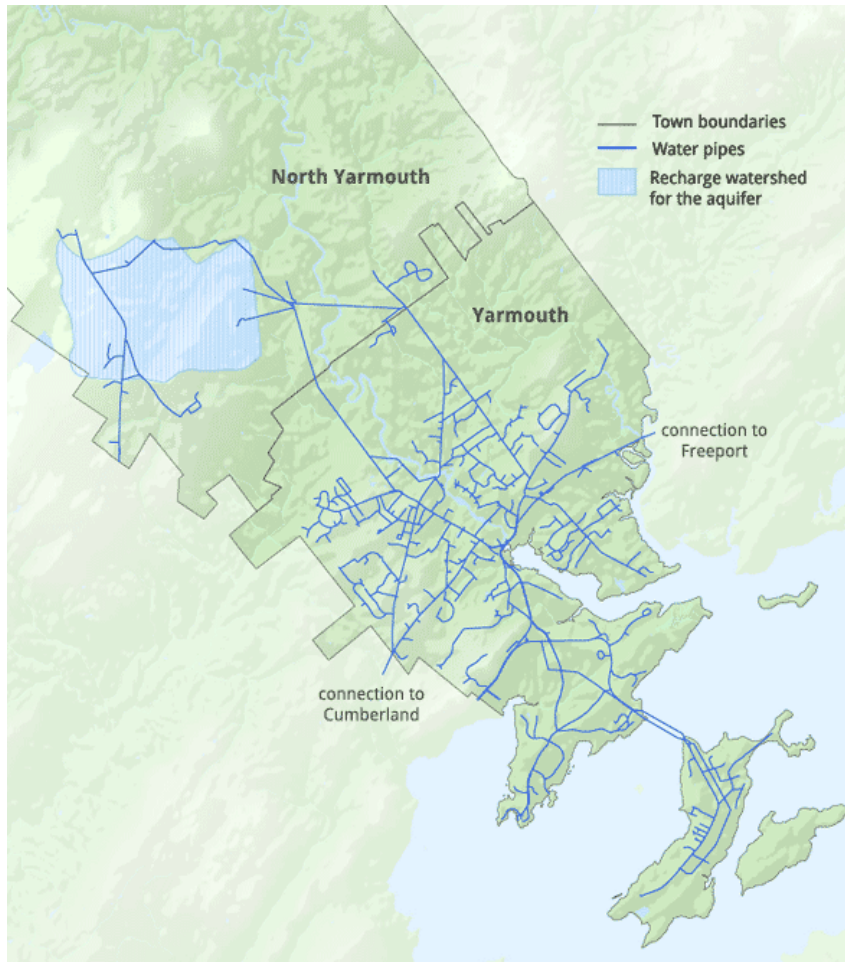 Town boundaries
Water pipes
Recharge watershed
for the aquifer
North Yarmouth
Yarmouth
connection to
Freeport
connection to
Cumberland